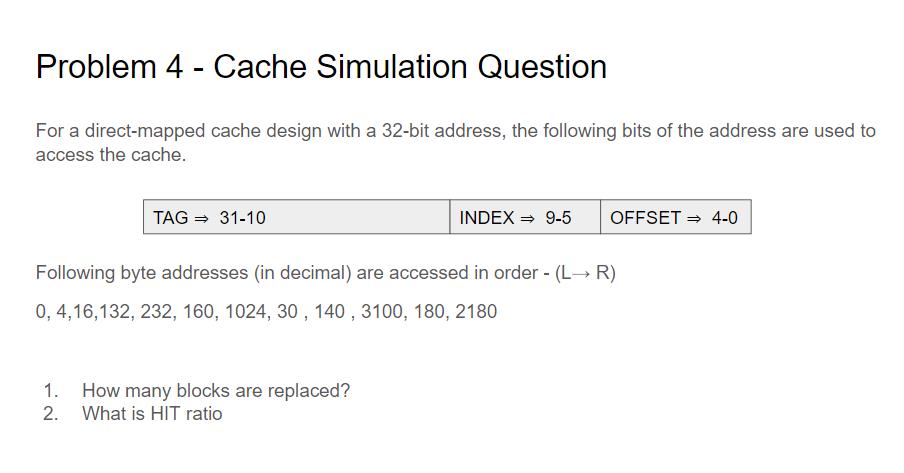 Problem 4 - Cache Simulation Question
For a direct-mapped cache design with a 32-bit address, the following bits of the address are used to
access the cache.
TAG ⇒ 31-10 INDEX ⇒ 9-5 OFFSET ⇒ 4-0
Following byte addresses (in decimal) are accessed in order - (L→ R)
0, 4,16,132, 232, 160, 1024, 30 , 140 , 3100, 180, 2180
1. How many blocks are replaced?
2. What is HIT ratio